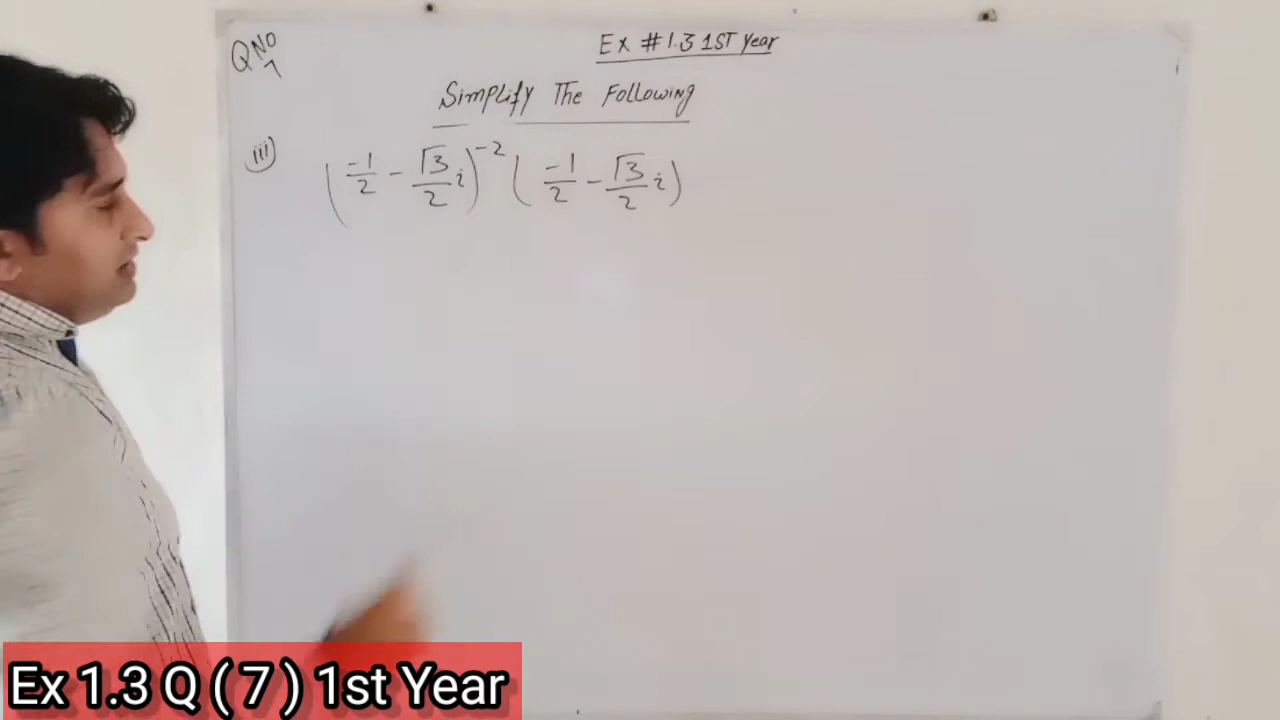 Q NO 7
Ex # 1.3 1ST Year
Simplify The Following
iii) (-1/2 - √3/2 i)^-2 (-1/2 - √3/2 i)
Ex 1.3 Q ( 7 ) 1st Year